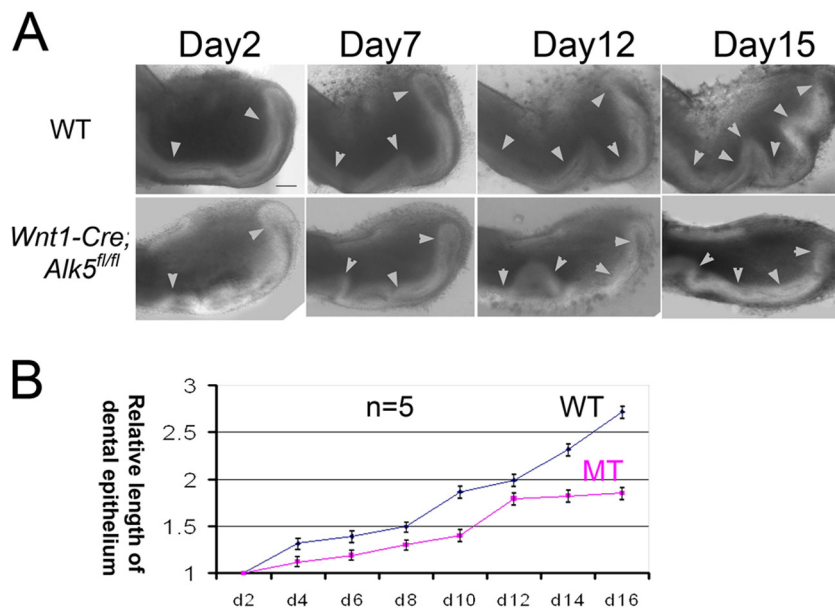 A
Day2 Day7 Day12 Day15
WT
Wnt1-Cre;
Alk5fl/fl
B
Relative length of
dental epithelium
3
2.5
2
1.5
1
n=5
WT
MT
d2 d4 d6 d8 d10 d12 d14 d16